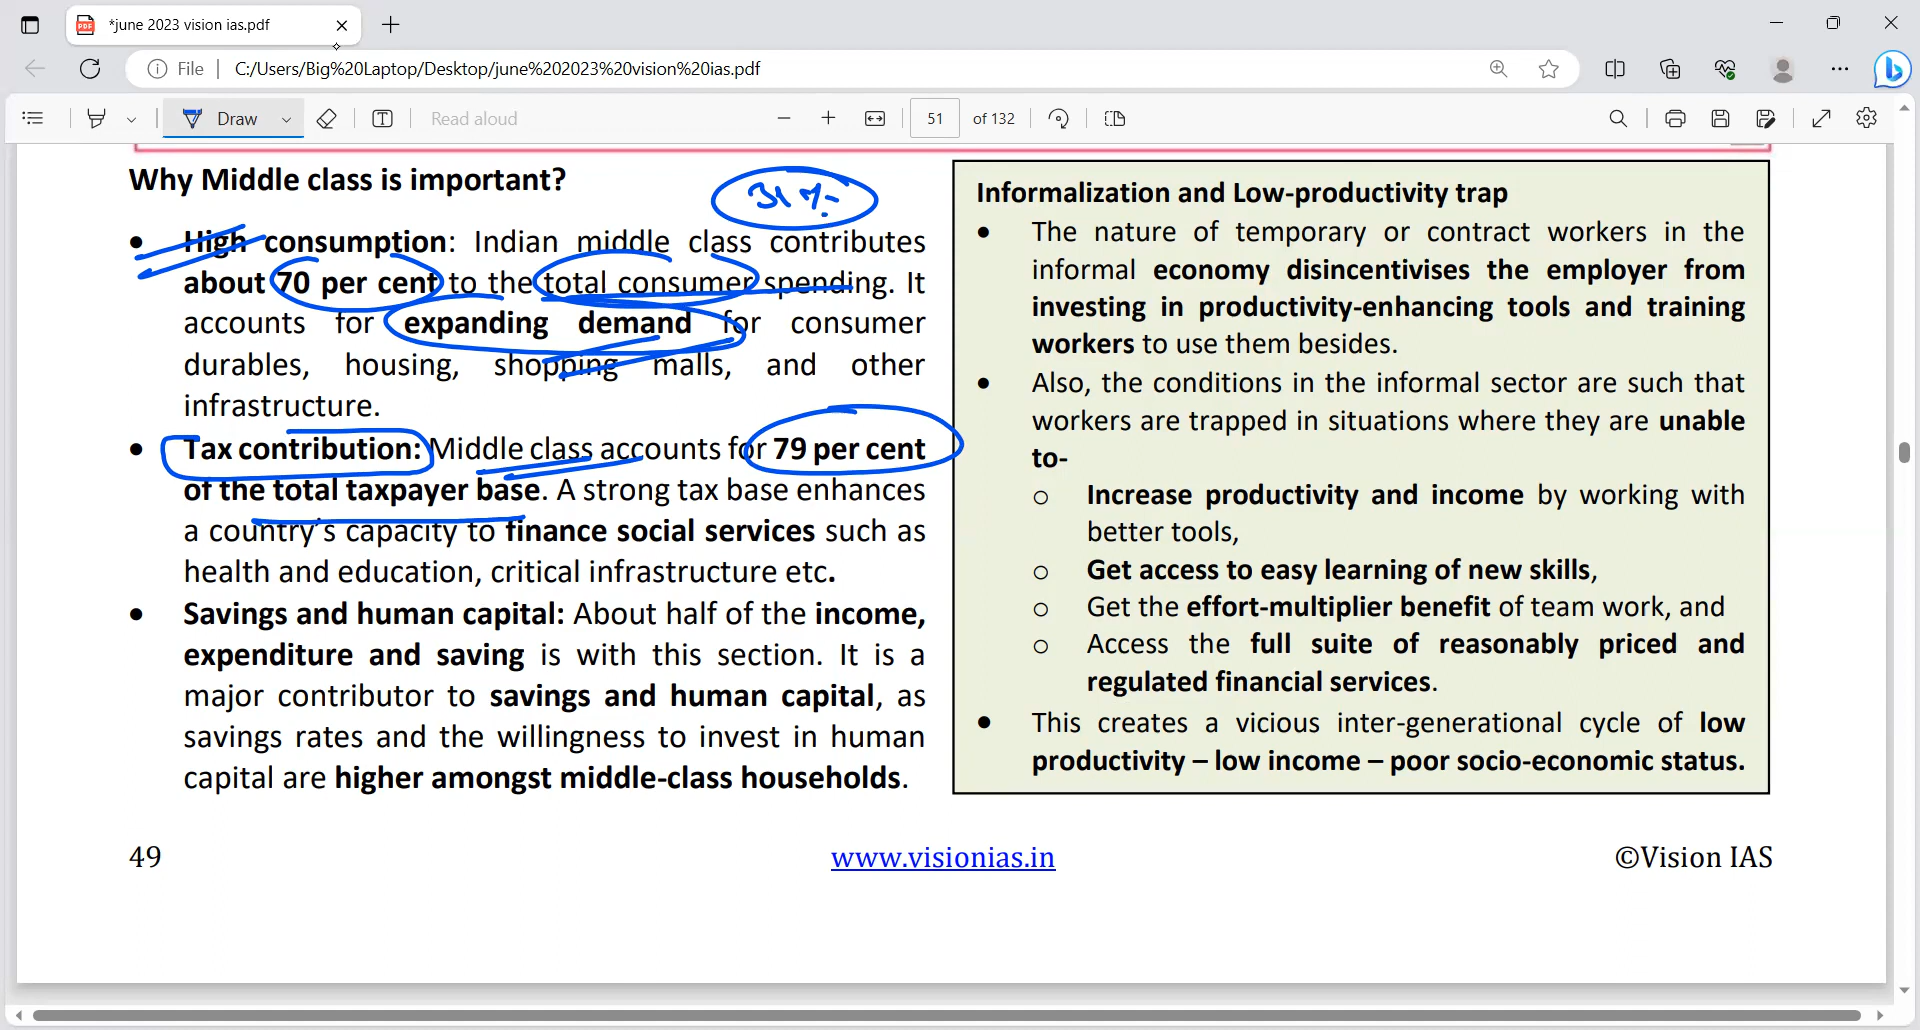 *june 2023 vision ias.pdf
File
C:/Users/Big%20Laptop/Desktop/june%202023%20vision%20ias.pdf
Draw
Read aloud
51 of 132
Why Middle class is important?
31%
• High consumption: Indian middle class contributes
about 70 per cent to the total consumer spending. It
accounts for expanding demand for consumer
durables, housing, shopping malls, and other
infrastructure.
• Tax contribution: Middle class accounts for 79 per cent
of the total taxpayer base. A strong tax base enhances
a country's capacity to finance social services such as
health and education, critical infrastructure etc.
• Savings and human capital: About half of the income,
expenditure and saving is with this section. It is a
major contributor to savings and human capital, as
savings rates and the willingness to invest in human
capital are higher amongst middle-class households.
Informalization and Low-productivity trap
• The nature of temporary or contract workers in the
informal economy disincentivises the employer from
investing in productivity-enhancing tools and training
workers to use them besides.
• Also, the conditions in the informal sector are such that
workers are trapped in situations where they are unable
to-
o Increase productivity and income by working with
better tools,
o Get access to easy learning of new skills,
o Get the effort-multiplier benefit of team work, and
o Access the full suite of reasonably priced and
regulated financial services.
• This creates a vicious inter-generational cycle of low
productivity – low income – poor socio-economic status.
49
www.visionias.in
©Vision IAS